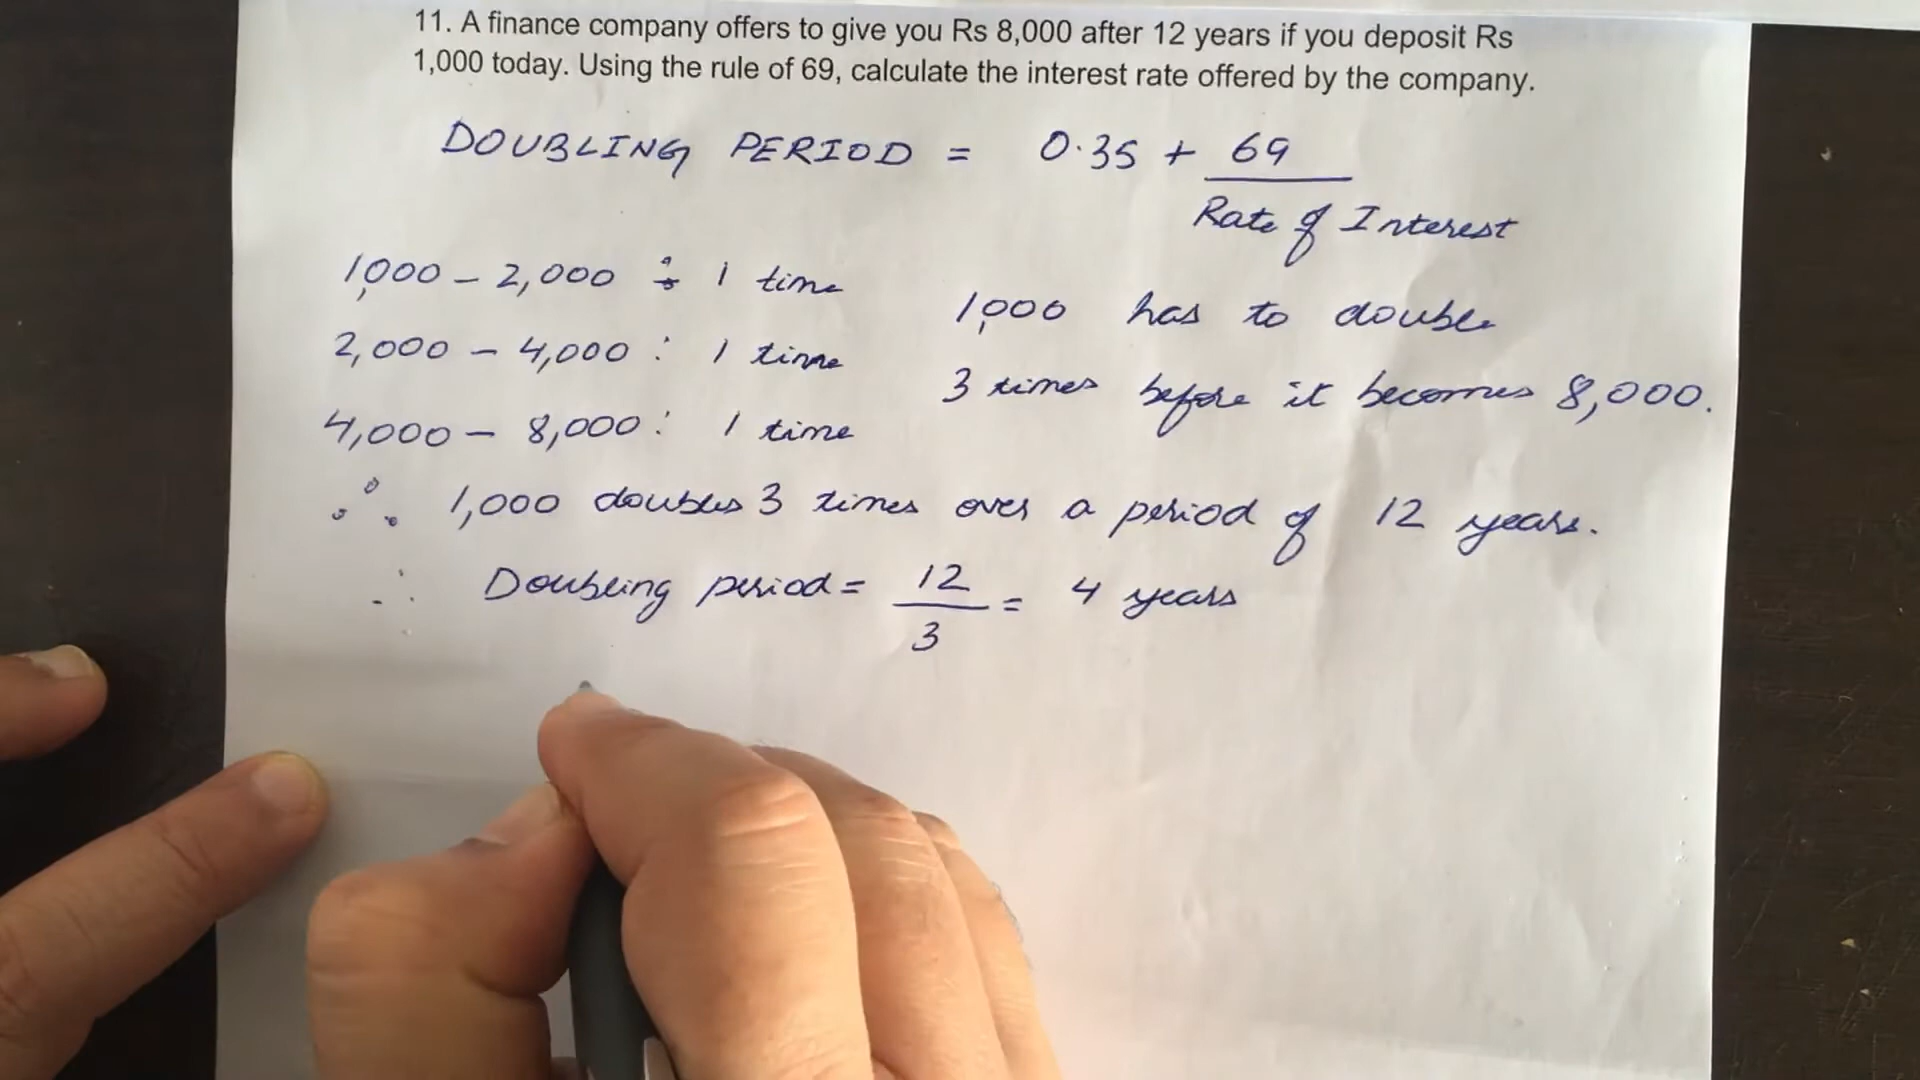 11. A finance company offers to give you Rs 8,000 after 12 years if you deposit Rs
1,000 today. Using the rule of 69, calculate the interest rate offered by the company.
DOUBLING PERIOD = 0.35 + 69
Rate of Interest
1,000 - 2,000 : 1 time
2,000 - 4,000 : 1 time
4,000 - 8,000 : 1 time
1,000 has to double
3 times before it becomes 8,000.
∴ 1,000 doubles 3 times over a period of 12 years.
∴ Doubling period = 12 = 4 years
3